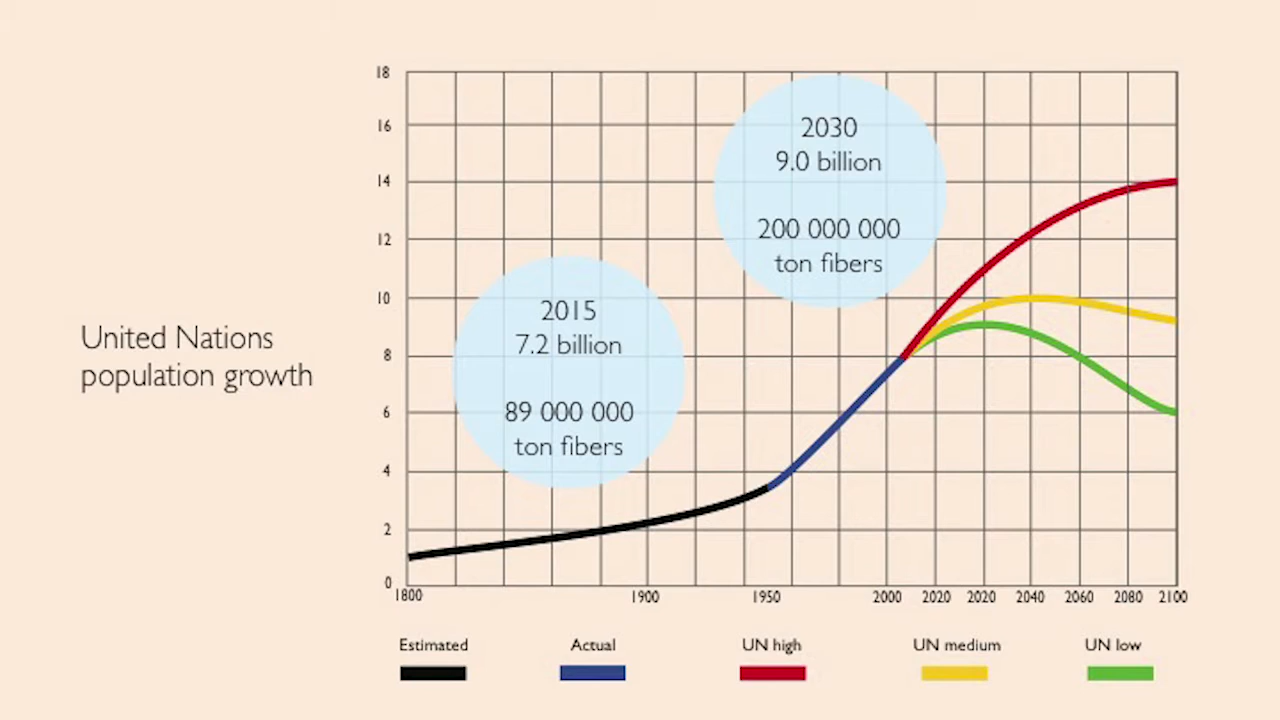 United Nations
population growth
18
16
14
12
10
8
6
4
2
0
2030
9.0 billion
200 000 000
ton fibers
2015
7.2 billion
89 000 000
ton fibers
1800 1900 1950 2000 2020 2020 2040 2060 2080 2100
Estimated Actual UN high UN medium UN low